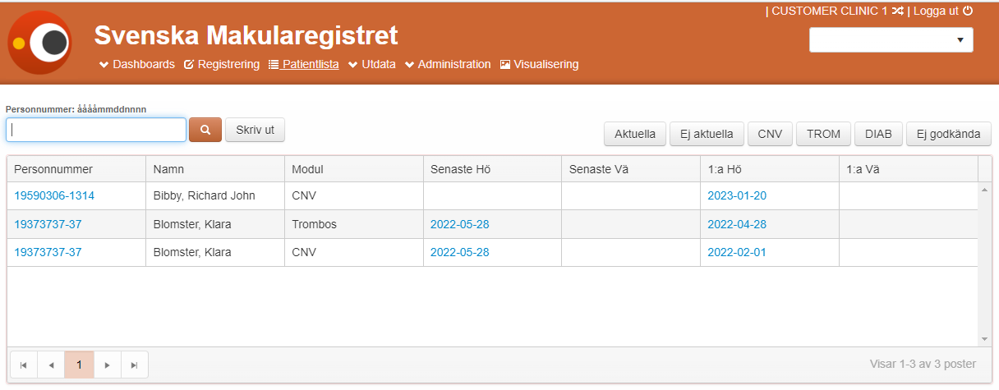 | CUSTOMER CLINIC 1 | Logga ut
Svenska Makularegistret
Dashboards Registrering Patientlista Utdata Administration Visualisering
Personnummer: ååååmmddnnnn
Skriv ut Aktuella Ej aktuella CNV TROM DIAB Ej godkända
Personnummer Namn Modul Senaste Hö Senaste Vä 1:a Hö 1:a Vä
19590306-1314 Bibby, Richard John CNV 2023-01-20
19373737-37 Blomster, Klara Trombos 2022-05-28 2022-04-28
19373737-37 Blomster, Klara CNV 2022-05-28 2022-02-01
1 Visar 1-3 av 3 poster